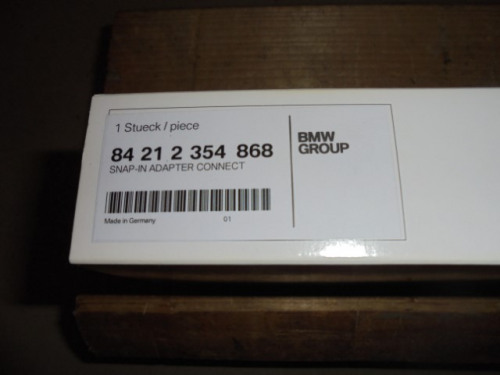 1 Stueck / piece
84 21 2 354 868
SNAP-IN ADAPTER CONNECT
Made in Germany 01
BMW
GROUP